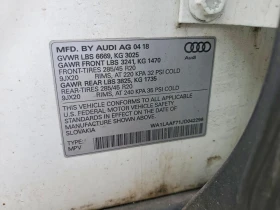 MFD. BY AUDI AG 04 18
GVWR LBS 6669, KG 3025
GAWR FRONT LBS 3241, KG 1470
FRONT-TIRES 285/45 R20
9JX20 RIMS, AT 220 KPA 32 PSI COLD
GAWR REAR LBS 3825, KG 1735
REAR-TIRES 285/45 R20
9JX20 RIMS, AT 240 KPA 35 PSI COLD
THIS VEHICLE CONFORMS TO ALL APPLICABLE
FEDERAL MOTOR VEHICLE SAFETY
STANDARDS IN EFFECT ON THE DATE OF
MANUFACTURE SHOWN ABOVE
SLOVAKIA
TYPE:
MPV
Audi